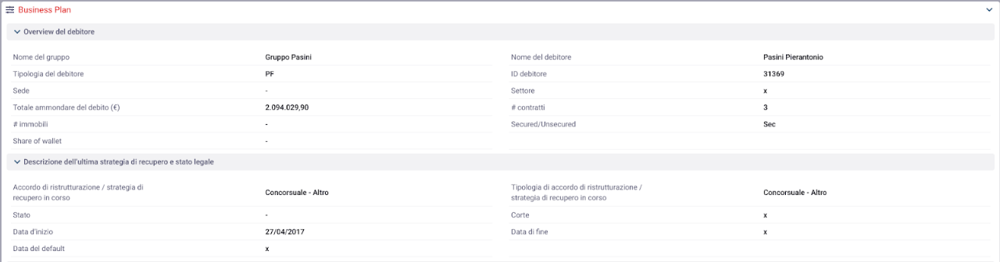 Business Plan
Overview del debitore
Nome del gruppo Gruppo Pasini Nome del debitore Pasini Pierantonio
Tipologia del debitore PF ID debitore 31369
Sede - Settore x
Totale ammondare del debito (€) 2.094.029,90 # contratti 3
# immobili - Secured/Unsecured Sec
Share of wallet -
Descrizione dell'ultima strategia di recupero e stato legale
Accordo di ristrutturazione / strategia di recupero in corso Concorsuale - Altro Tipologia di accordo di ristrutturazione / strategia di recupero in corso Concorsuale - Altro
Stato - Corte x
Data d'inizio 27/04/2017 Data di fine x
Data del default x